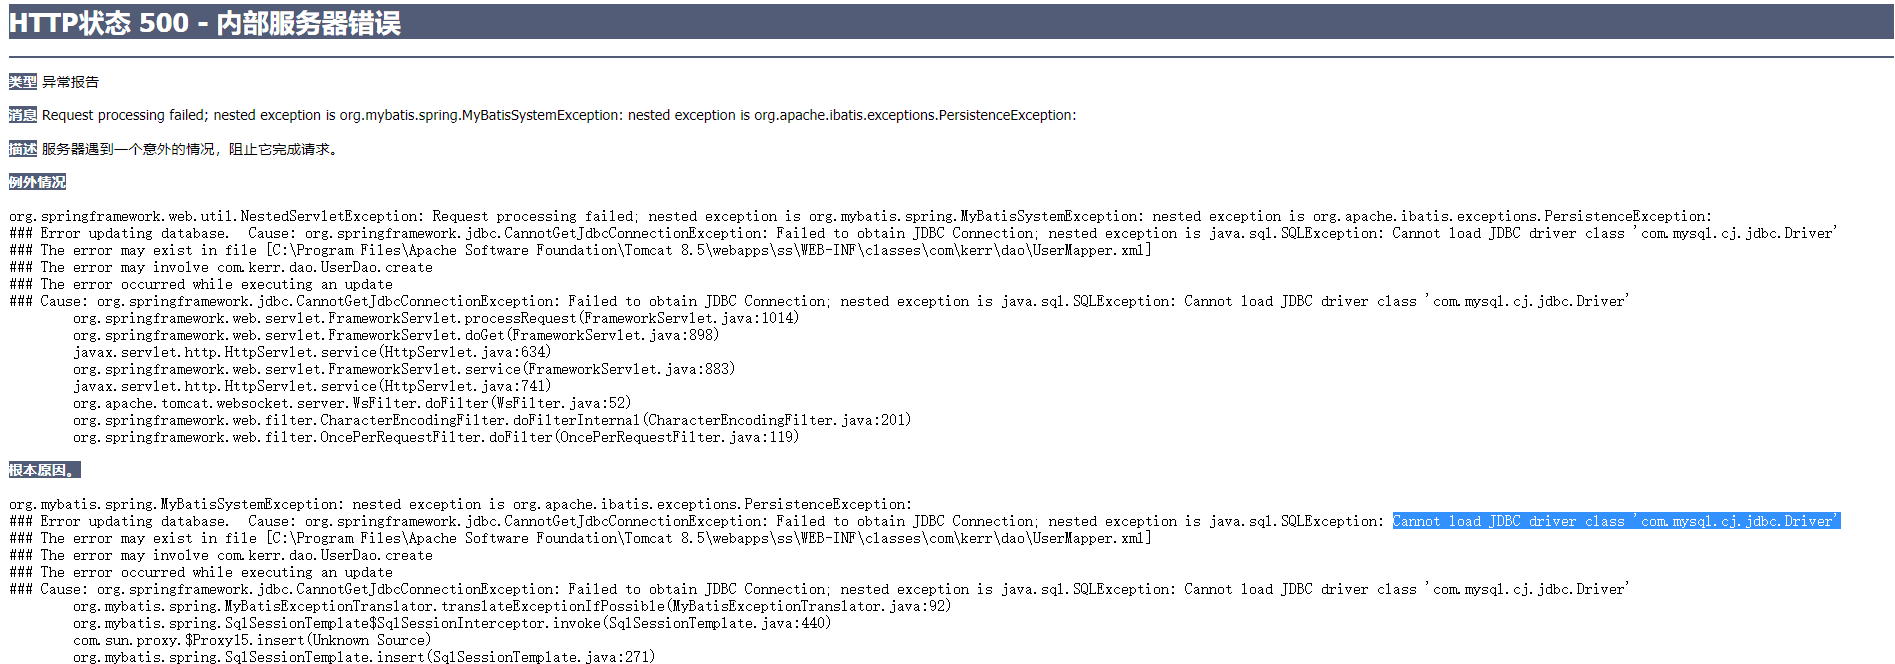 HTTP状态 500 - 内部服务器错误
类型 异常报告
消息 Request processing failed; nested exception is org.mybatis.spring.MyBatisSystemException: nested exception is org.apache.ibatis.exceptions.PersistenceException:
描述 服务器遇到一个意外的情况，阻止它完成请求。
例外情况
org.springframework.web.util.NestedServletException: Request processing failed; nested exception is org.mybatis.spring.MyBatisSystemException: nested exception is org.apache.ibatis.exceptions.PersistenceException:
### Error updating database.  Cause: org.springframework.jdbc.CannotGetJdbcConnectionException: Failed to obtain JDBC Connection; nested exception is java.sql.SQLException: Cannot load JDBC driver class 'com.mysql.cj.jdbc.Driver'
### The error may exist in file [C:\Program Files\Apache Software Foundation\Tomcat 8.5\webapps\ss\WEB-INF\classes\com\kerr\dao\UserMapper.xml]
### The error may involve com.kerr.dao.UserDao.create
### The error occurred while executing an update
### Cause: org.springframework.jdbc.CannotGetJdbcConnectionException: Failed to obtain JDBC Connection; nested exception is java.sql.SQLException: Cannot load JDBC driver class 'com.mysql.cj.jdbc.Driver'
org.springframework.web.servlet.FrameworkServlet.processRequest(FrameworkServlet.java:1014)
org.springframework.web.servlet.FrameworkServlet.doGet(FrameworkServlet.java:898)
javax.servlet.http.HttpServlet.service(HttpServlet.java:634)
org.springframework.web.servlet.FrameworkServlet.service(FrameworkServlet.java:883)
javax.servlet.http.HttpServlet.service(HttpServlet.java:741)
org.apache.tomcat.websocket.server.WsFilter.doFilter(WsFilter.java:52)
org.springframework.web.filter.CharacterEncodingFilter.doFilterInternal(CharacterEncodingFilter.java:201)
org.springframework.web.filter.OncePerRequestFilter.doFilter(OncePerRequestFilter.java:119)
根本原因。
org.mybatis.spring.MyBatisSystemException: nested exception is org.apache.ibatis.exceptions.PersistenceException:
### Error updating database.  Cause: org.springframework.jdbc.CannotGetJdbcConnectionException: Failed to obtain JDBC Connection; nested exception is java.sql.SQLException: Cannot load JDBC driver class 'com.mysql.cj.jdbc.Driver'
### The error may exist in file [C:\Program Files\Apache Software Foundation\Tomcat 8.5\webapps\ss\WEB-INF\classes\com\kerr\dao\UserMapper.xml]
### The error may involve com.kerr.dao.UserDao.create
### The error occurred while executing an update
### Cause: org.springframework.jdbc.CannotGetJdbcConnectionException: Failed to obtain JDBC Connection; nested exception is java.sql.SQLException: Cannot load JDBC driver class 'com.mysql.cj.jdbc.Driver'
org.mybatis.spring.MyBatisExceptionTranslator.translateExceptionIfPossible(MyBatisExceptionTranslator.java:92)
org.mybatis.spring.SqlSessionTemplate$SqlSessionInterceptor.invoke(SqlSessionTemplate.java:440)
com.sun.proxy.$Proxy15.insert(Unknown Source)
org.mybatis.spring.SqlSessionTemplate.insert(SqlSessionTemplate.java:271)